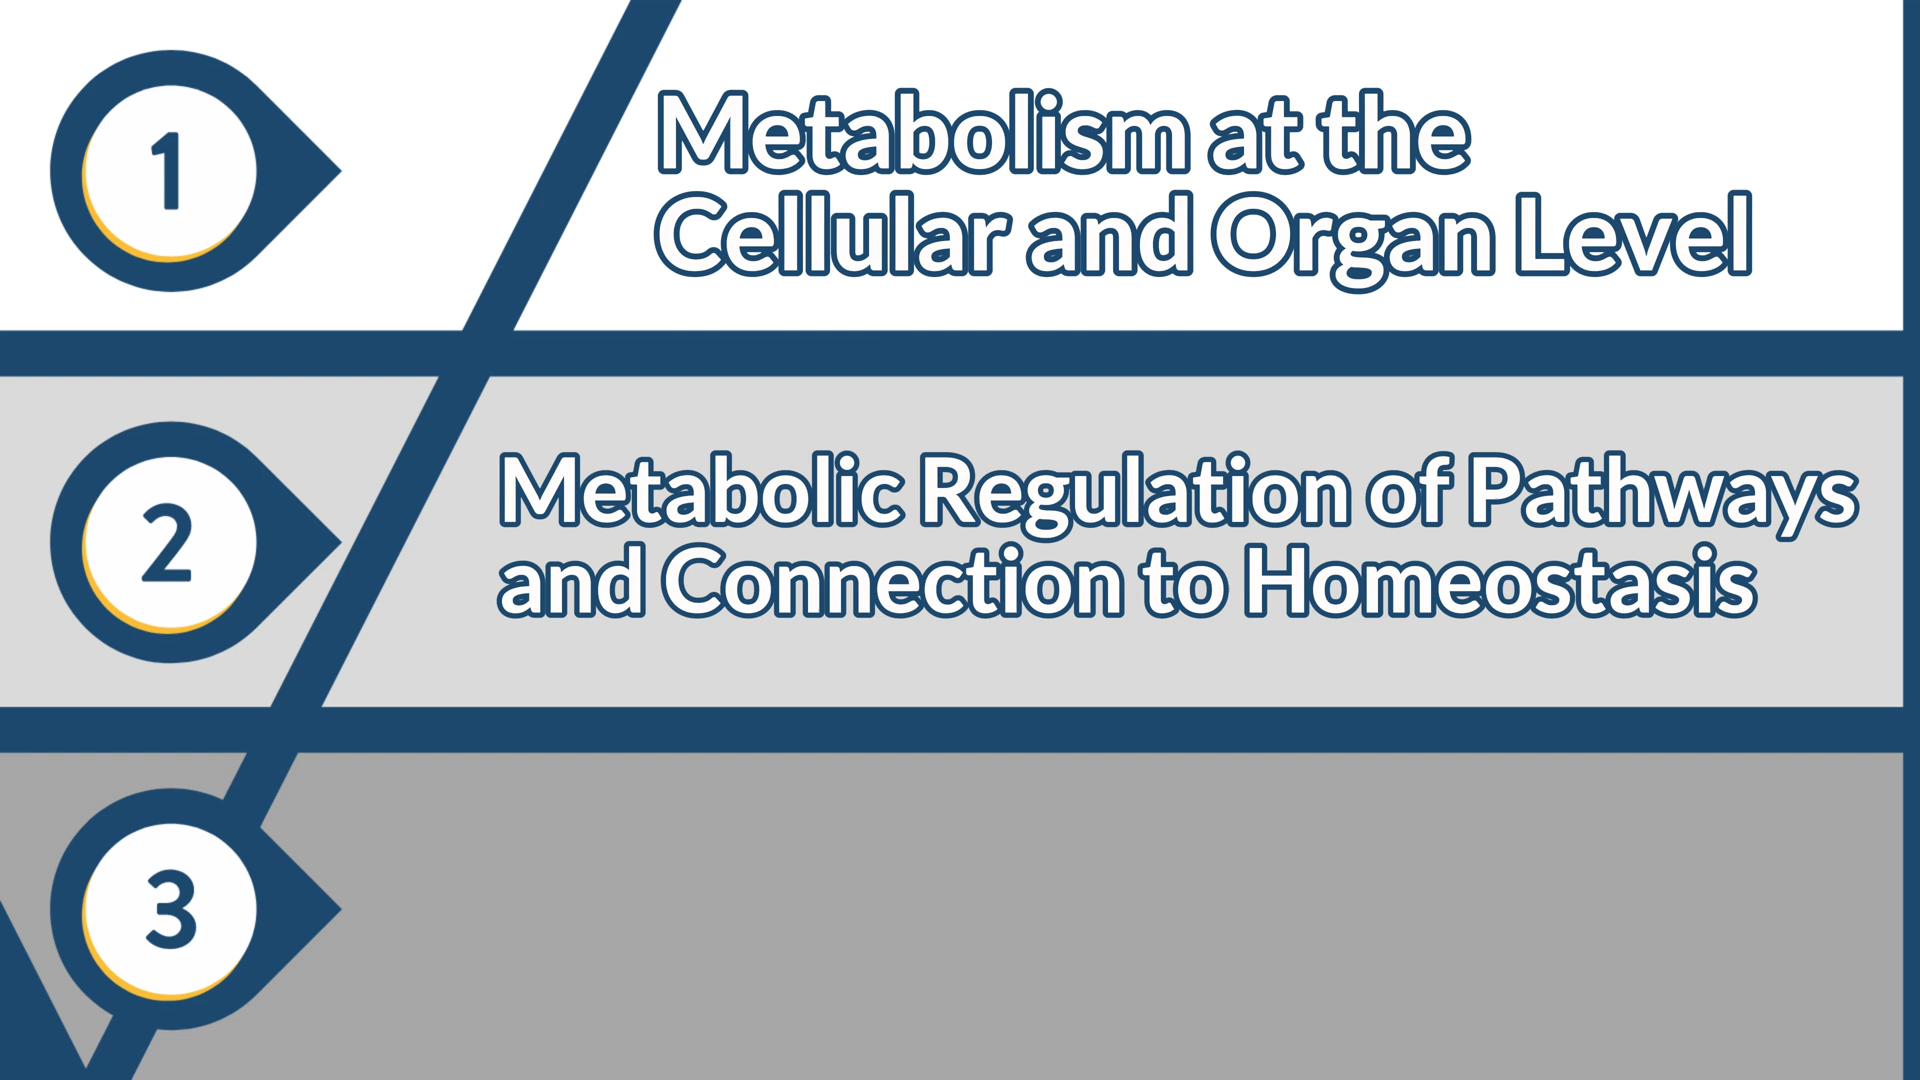 1
Metabolism at the
Cellular and Organ Level
2
Metabolic Regulation of Pathways
and Connection to Homeostasis
3